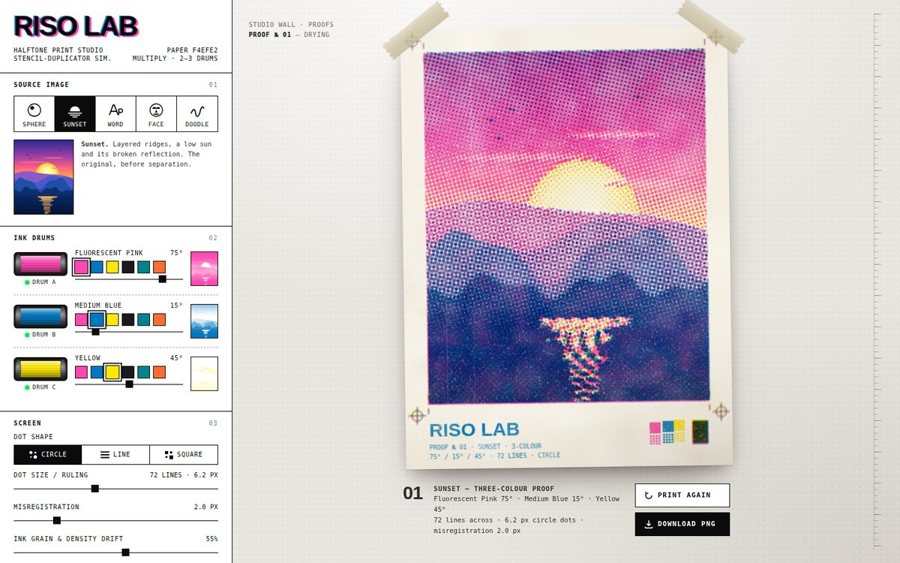 RISO LAB
HALFTONE PRINT STUDIO
STENCIL-DUPLICATOR SIM.
PAPER F4EFE2
MULTIPLY · 2–3 DRUMS
SOURCE IMAGE 01
SPHERE
SUNSET
Ap
WORD
FACE
DOODLE
Sunset. Layered ridges, a low sun
and its broken reflection. The
original, before separation.
INK DRUMS 02
FLUORESCENT PINK 75°
DRUM A
MEDIUM BLUE 15°
DRUM B
YELLOW 45°
DRUM C
SCREEN 03
DOT SHAPE
CIRCLE
LINE
SQUARE
DOT SIZE / RULING 72 LINES · 6.2 PX
MISREGISTRATION 2.0 PX
INK GRAIN & DENSITY DRIFT 55%
STUDIO WALL · PROOFS
PROOF № 01 — DRYING
RISO LAB
PROOF № 01 · SUNSET · 3-COLOUR
75° / 15° / 45° · 72 LINES · CIRCLE
01
SUNSET — THREE-COLOUR PROOF
Fluorescent Pink 75° · Medium Blue 15° · Yellow
45°
72 lines across · 6.2 px circle dots ·
misregistration 2.0 px
PRINT AGAIN
DOWNLOAD PNG